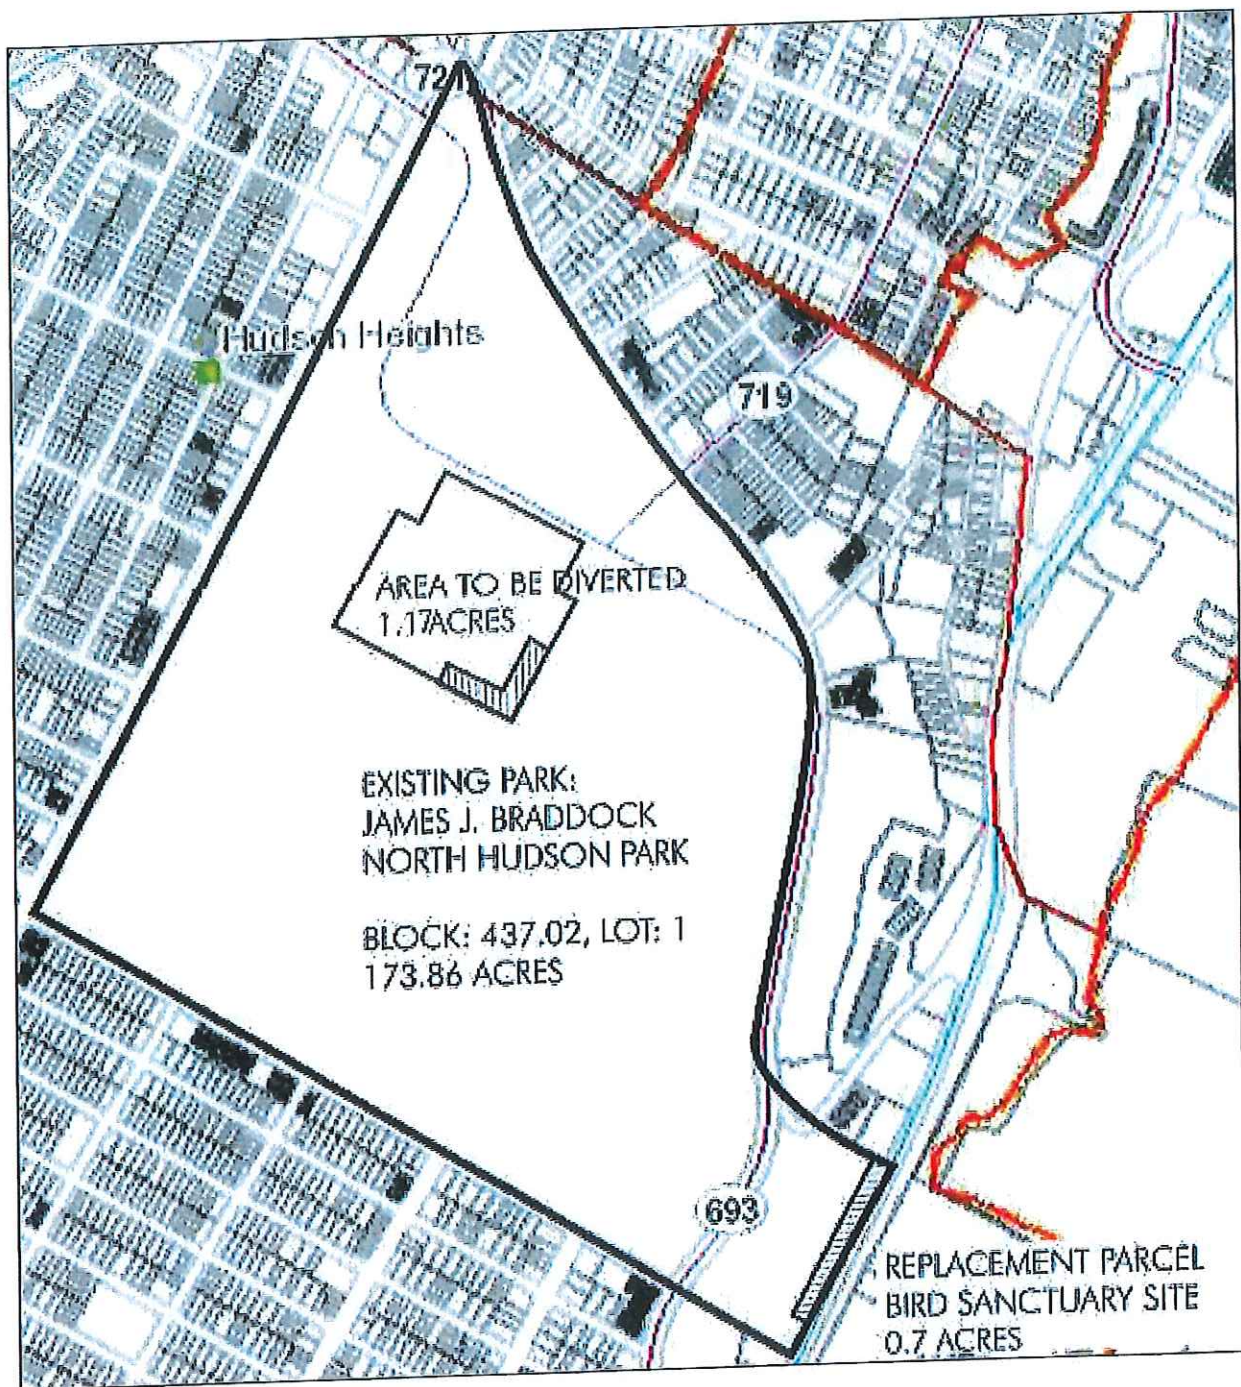 721
Hudson Heights
719
AREA TO BE DIVERTED
1.17ACRES
EXISTING PARK:
JAMES J. BRADDOCK
NORTH HUDSON PARK
BLOCK: 437.02, LOT: 1
173.86 ACRES
693
REPLACEMENT PARCEL
BIRD SANCTUARY SITE
0.7 ACRES